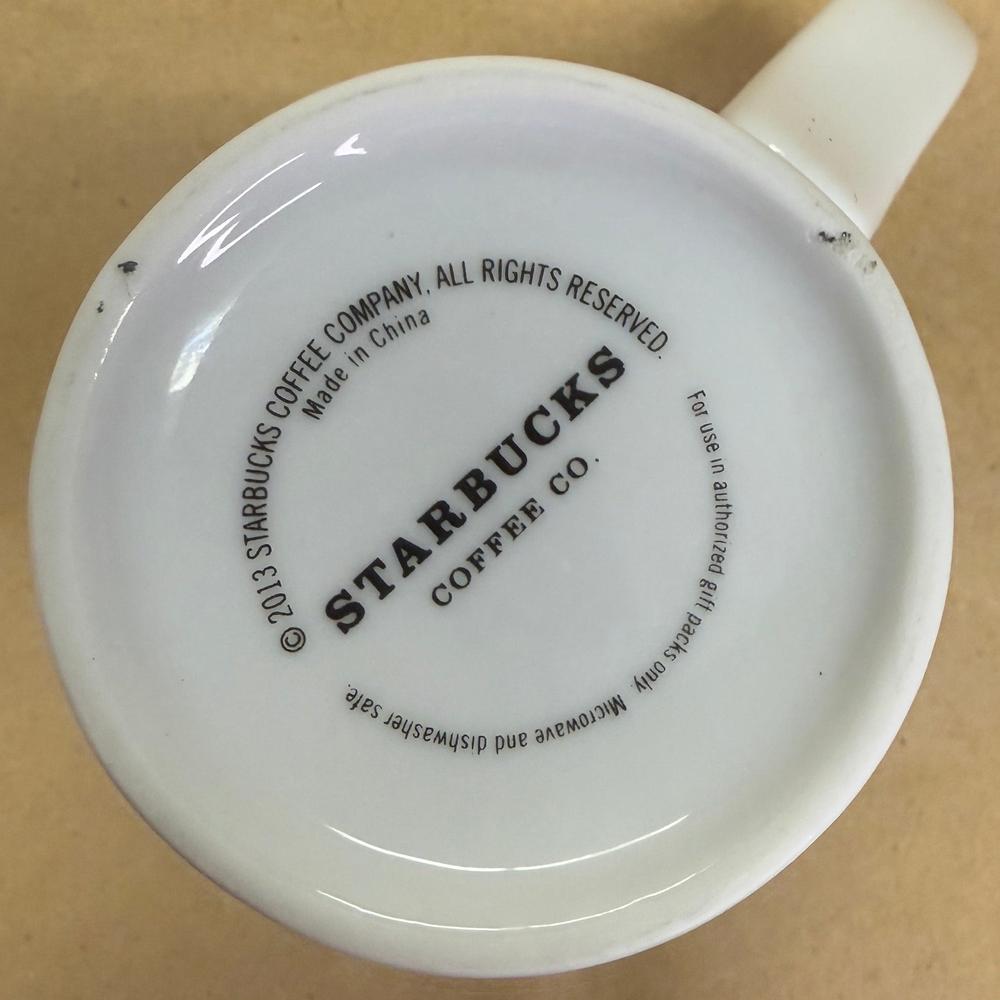 © 2013 STARBUCKS COFFEE COMPANY, ALL RIGHTS RESERVED.
Made in China
STARBUCKS
COFFEE CO.
For use in authorized gift packs only. Microwave and dishwasher safe.